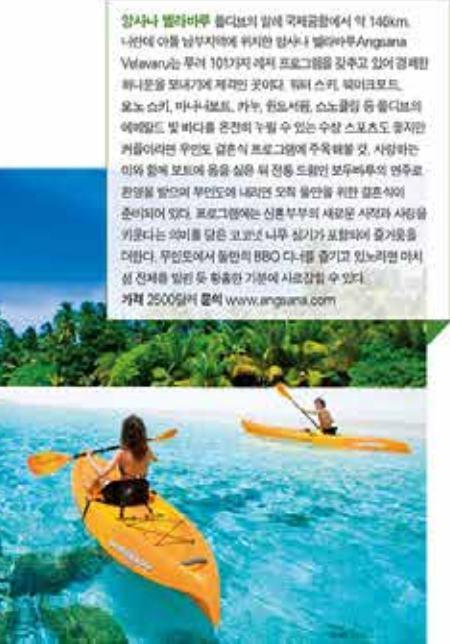 앙사나 벨라바루 몰디브의 말레 국제공항에서 약 146km.
니란데 아톨 남부지역에 위치한 앙사나 벨라바루Angsana
Velavaru는 무려 101가지 레저 프로그램을 갖추고 있어 경쾌한
허니문을 보내기에 제격인 곳이다. 워터 스키, 웨이크보드,
모노 스키, 바나나보트, 카누, 윈드서핑, 스노클링 등 몰디브의
에메랄드 빛 바다를 온전히 누릴 수 있는 수상 스포츠도 좋지만
커플이라면 무인도 결혼식 프로그램에 주목해볼 것. 사랑하는
이와 함께 보트에 몸을 실은 뒤 전통 드럼인 보두베루의 연주로
환영을 받으며 무인도에 내리면 오직 둘만을 위한 결혼식이
준비되어 있다. 프로그램에는 신혼부부의 새로운 시작과 사랑을
키운다는 의미를 담은 코코넛 나무 심기가 포함되어 즐거움을
더한다. 무인도에서 둘만의 BBQ 디너를 즐기고 있노라면 마치
섬 전체를 빌린 듯 황홀한 기분에 사로잡힐 수 있다.
가격 2500달러 문의 www.angsana.com